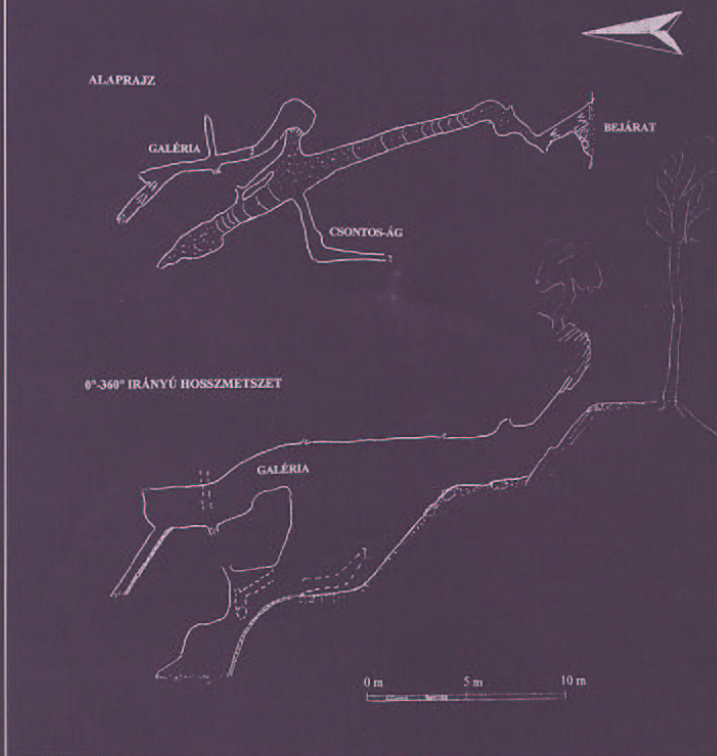 ALAPRAJZ
BEJÁRAT
GALÉRIA
CSONTOS-ÁG
?
0°-360° IRÁNYÚ HOSSZMETSZET
GALÉRIA
0 m 5 m 10 m